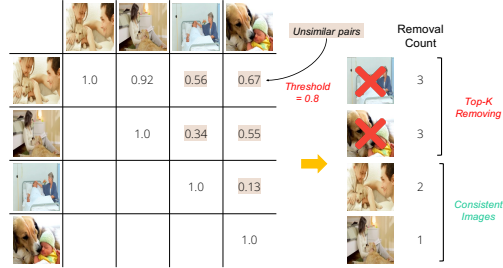 Unsimilar pairs
Removal
Count
1.0 0.92 0.56 0.67
Threshold
= 0.8
3
1.0 0.34 0.55
3
Top-K
Removing
1.0 0.13
2
Consistent
Images
1.0
1